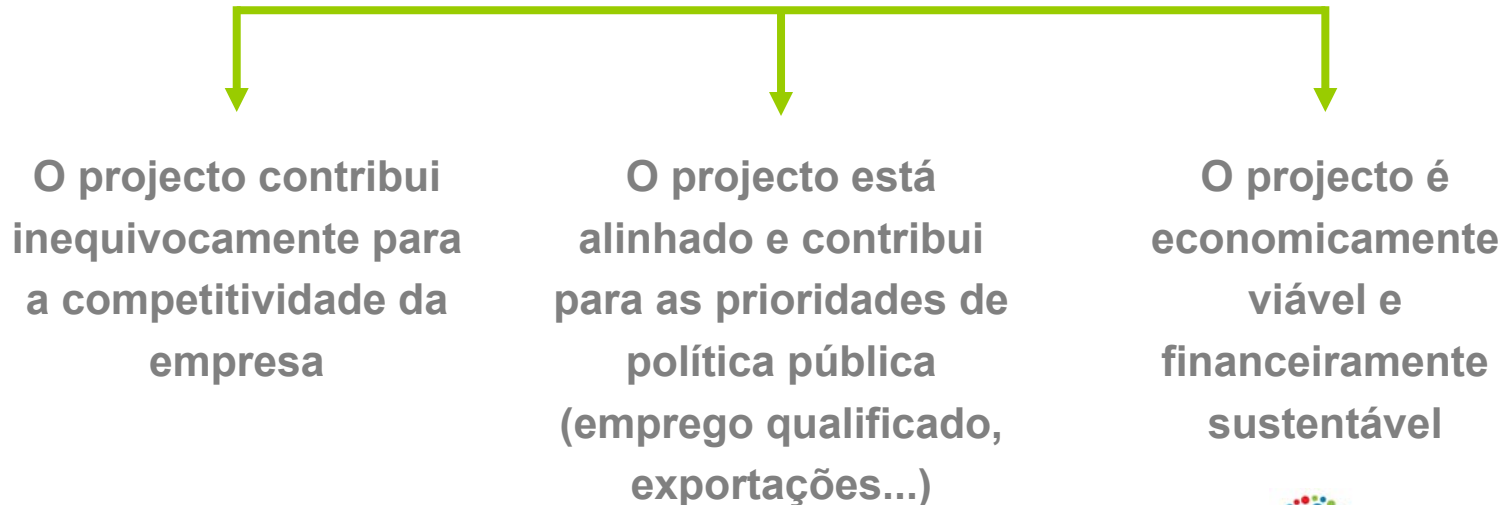 O projecto contribui
inequivocamente para
a competitividade da
empresa
O projecto está
alinhado e contribui
para as prioridades de
política pública
(emprego qualificado,
exportações...)
O projecto é
economicamente
viável e
financeiramente
sustentável